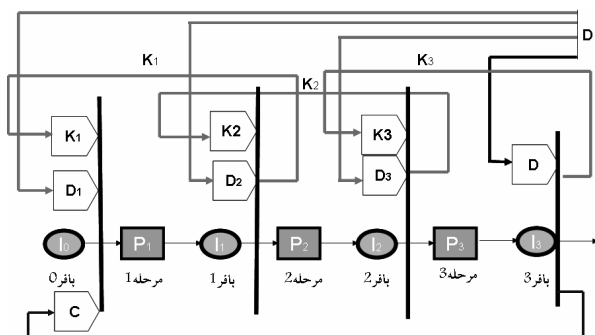 D
K1
K2
K3
K1
K2
K3
D1
D2
D3
D
I0
P1
I1
P2
I2
P3
I3
بافر0
مرحله1
بافر1
مرحله2
بافر2
مرحله3
بافر3
C